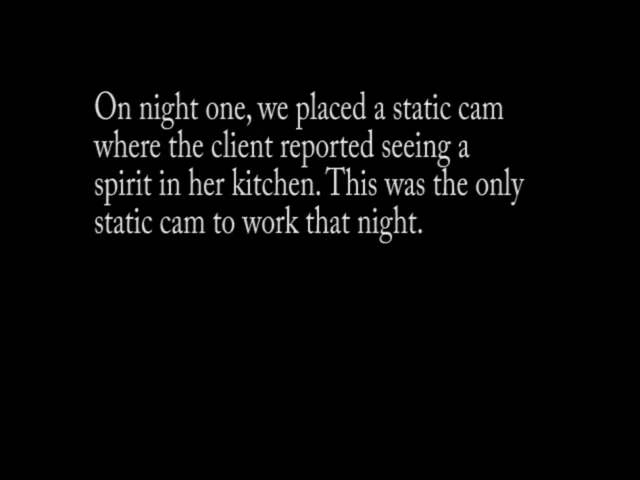 On night one, we placed a static cam
where the client reported seeing a
spirit in her kitchen. This was the only
static cam to work that night.